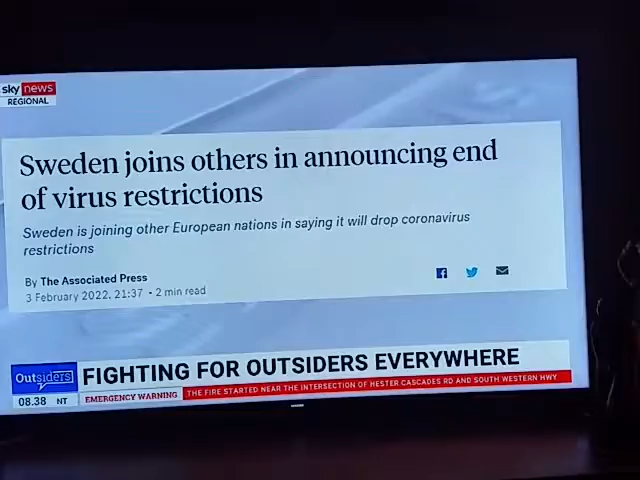 sky news
REGIONAL
Sweden joins others in announcing end
of virus restrictions
Sweden is joining other European nations in saying it will drop coronavirus
restrictions
By The Associated Press
3 February 2022, 21:37 • 2 min read
Outsiders
FIGHTING FOR OUTSIDERS EVERYWHERE
08.38 NT
EMERGENCY WARNING
THE FIRE STARTED NEAR THE INTERSECTION OF HESTER CASCADES RD AND SOUTH WESTERN HWY